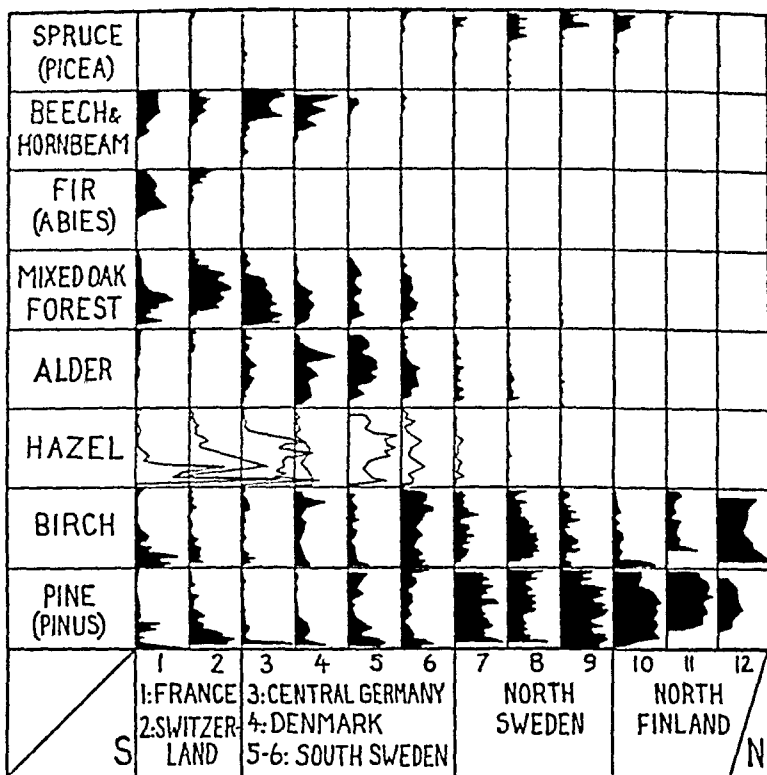 SPRUCE
(PICEA)
BEECH &
HORNBEAM
FIR
(ABIES)
MIXED OAK
FOREST
ALDER
HAZEL
BIRCH
PINE
(PINUS)
1 2 3 4 5 6 7 8 9 10 11 12
1: FRANCE
2: SWITZER-
LAND
3: CENTRAL GERMANY
4: DENMARK
5-6: SOUTH SWEDEN
NORTH
SWEDEN
NORTH
FINLAND
S
N